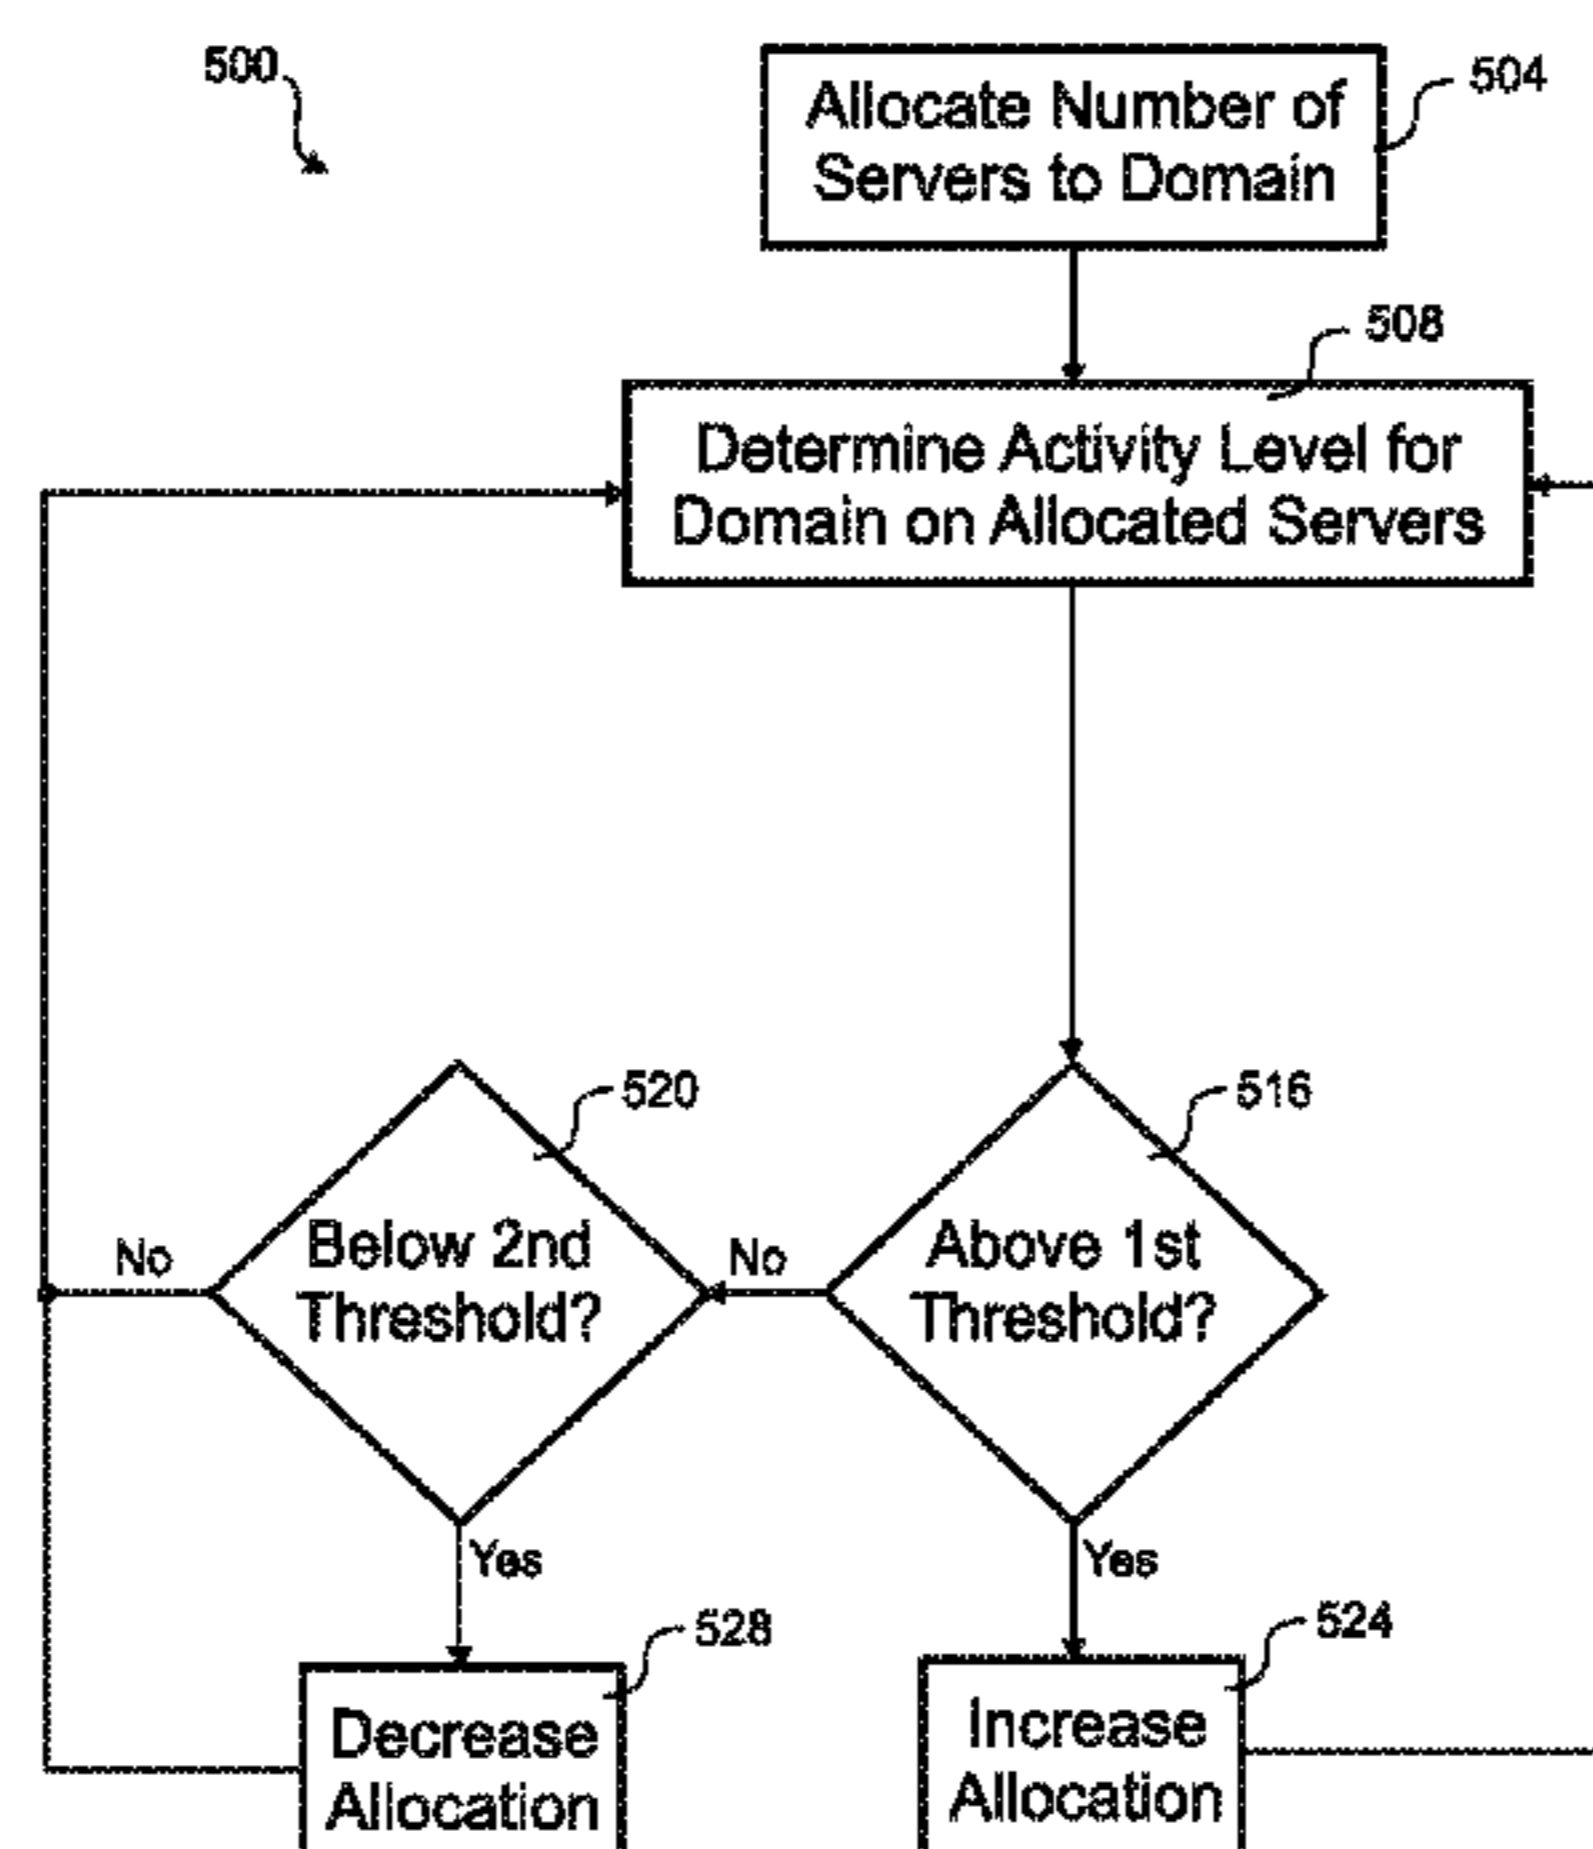 500
Allocate Number of
Servers to Domain
504
508
Determine Activity Level for
Domain on Allocated Servers
520
516
Below 2nd
Threshold?
Above 1st
Threshold?
No
No
Yes
Yes
528
524
Decrease
Allocation
Increase
Allocation